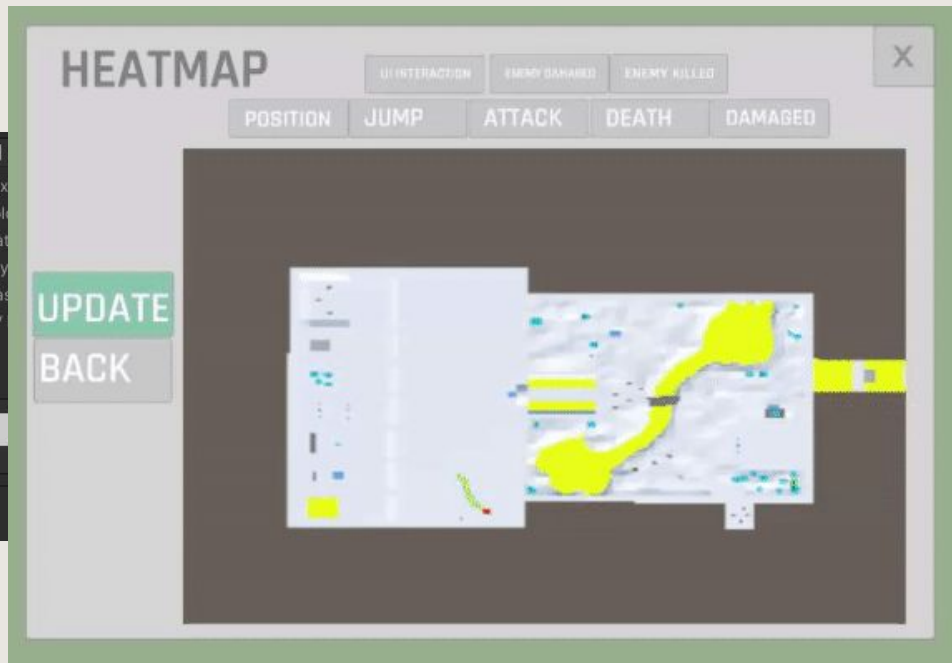 HEATMAP
X
UI INTERACTION
ENEMY DAMAGED
ENEMY KILLED
POSITION
JUMP
ATTACK
DEATH
DAMAGED
UPDATE
BACK